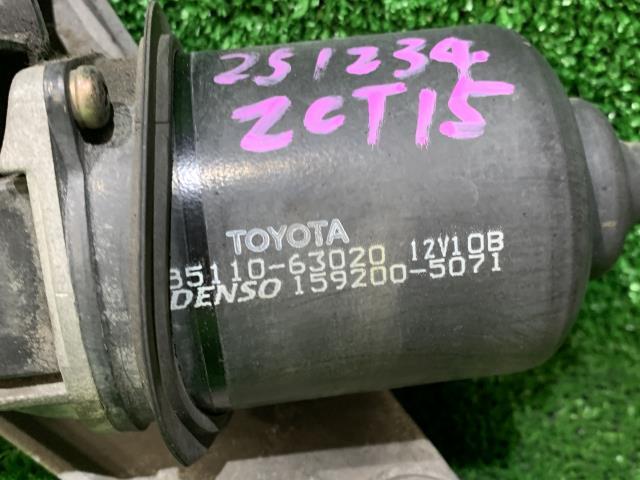 251234
ZCT15
TOYOTA
85110-63020 12V10B
DENSO 159200-5071